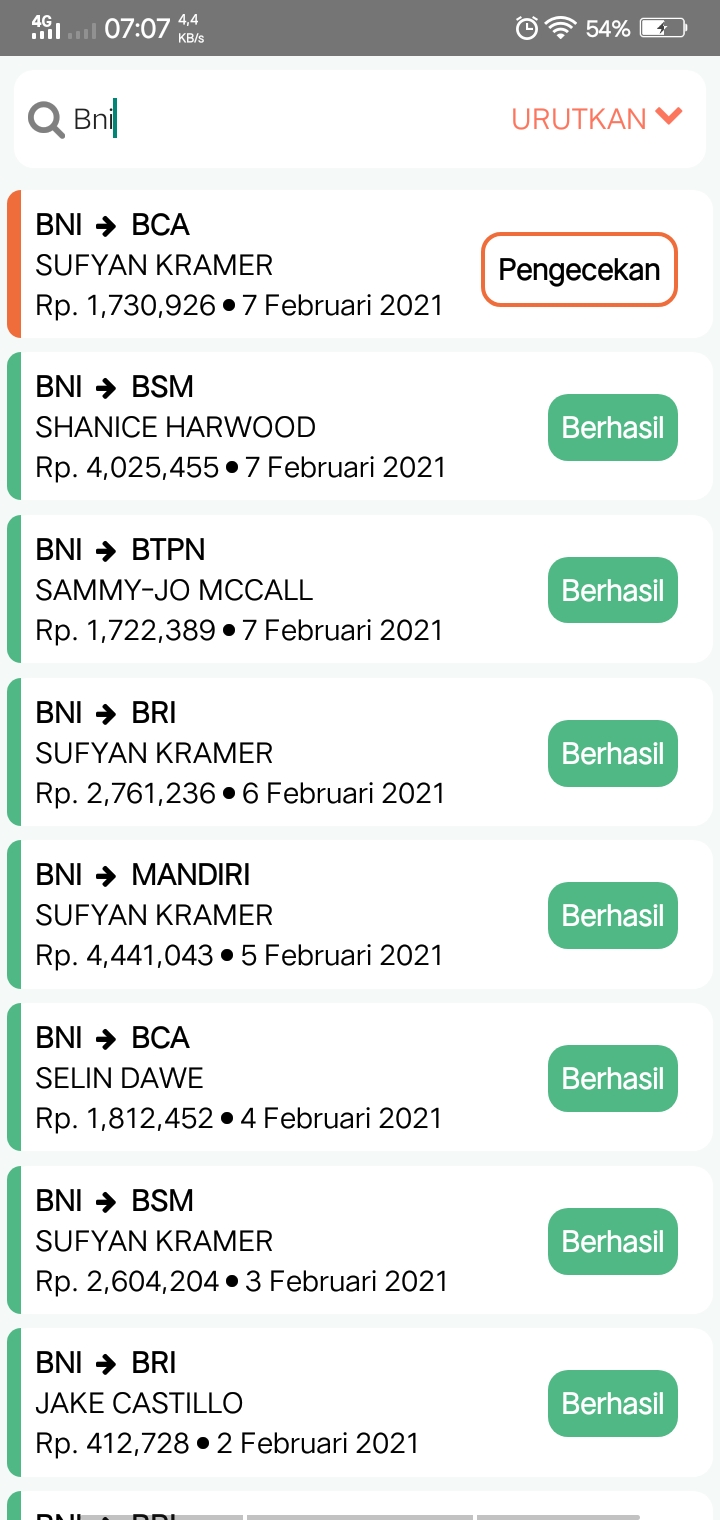 4G 07:07 4,4 KB/s 54%
Bni URUTKAN
BNI → BCA
SUFYAN KRAMER
Rp. 1,730,926 ● 7 Februari 2021
Pengecekan
BNI → BSM
SHANICE HARWOOD
Rp. 4,025,455 ● 7 Februari 2021
Berhasil
BNI → BTPN
SAMMY-JO MCCALL
Rp. 1,722,389 ● 7 Februari 2021
Berhasil
BNI → BRI
SUFYAN KRAMER
Rp. 2,761,236 ● 6 Februari 2021
Berhasil
BNI → MANDIRI
SUFYAN KRAMER
Rp. 4,441,043 ● 5 Februari 2021
Berhasil
BNI → BCA
SELIN DAWE
Rp. 1,812,452 ● 4 Februari 2021
Berhasil
BNI → BSM
SUFYAN KRAMER
Rp. 2,604,204 ● 3 Februari 2021
Berhasil
BNI → BRI
JAKE CASTILLO
Rp. 412,728 ● 2 Februari 2021
Berhasil